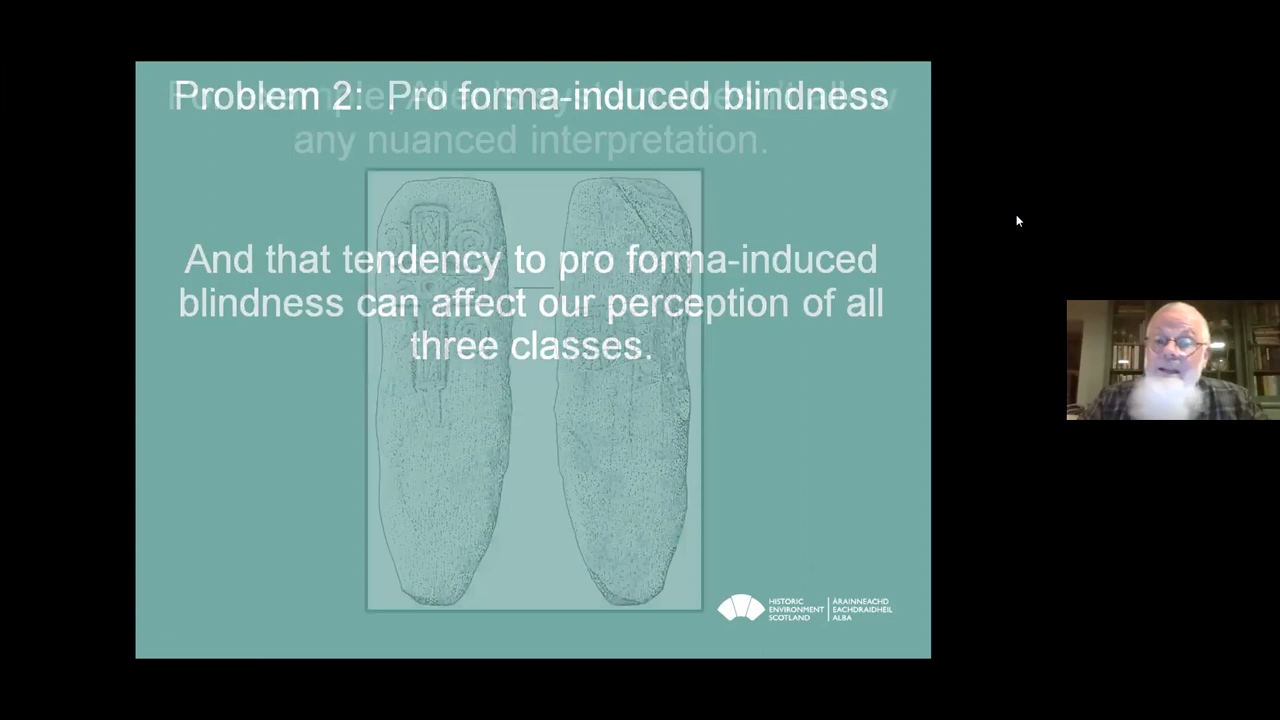 Problem 2: Pro forma-induced blindness
any nuanced interpretation.
And that tendency to pro forma-induced
blindness can affect our perception of all
three classes.
HISTORIC
ENVIRONMENT
SCOTLAND
ÀRAINNEACHD
EACHDRAIDHEIL
ALBA